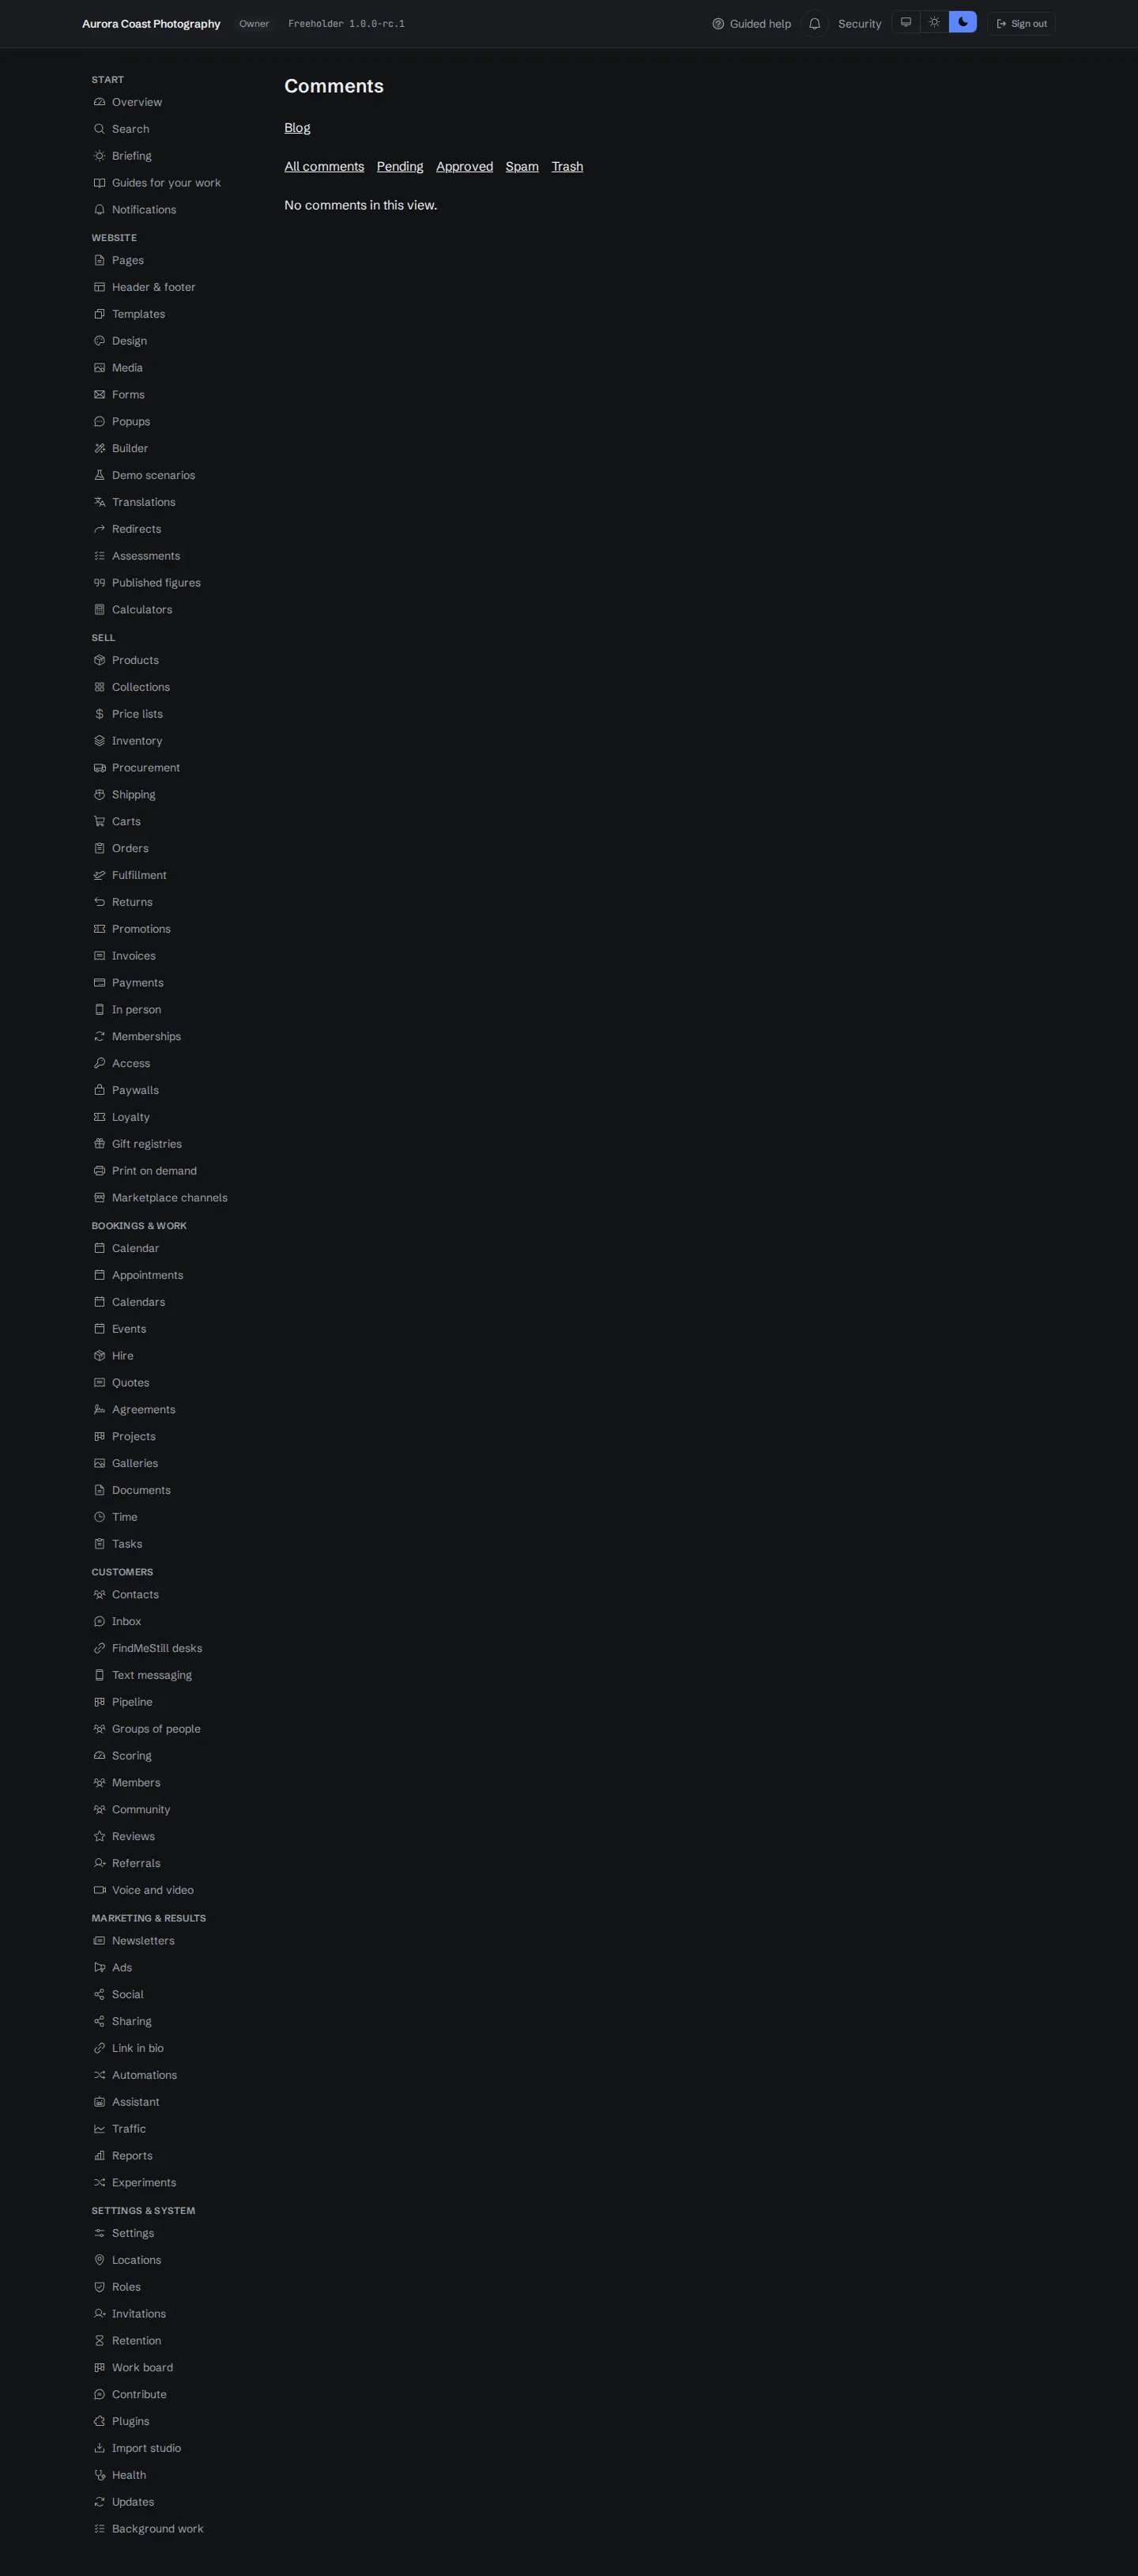 Aurora Coast Photography Owner Freeholder 1.0.0-rc.1 Guided help Security Sign out
START
Overview
Search
Briefing
Guides for your work
Notifications
WEBSITE
Pages
Header & footer
Templates
Design
Media
Forms
Popups
Builder
Demo scenarios
Translations
Redirects
Assessments
Published figures
Calculators
SELL
Products
Collections
Price lists
Inventory
Procurement
Shipping
Carts
Orders
Fulfillment
Returns
Promotions
Invoices
Payments
In person
Memberships
Access
Paywalls
Loyalty
Gift registries
Print on demand
Marketplace channels
BOOKINGS & WORK
Calendar
Appointments
Calendars
Events
Hire
Quotes
Agreements
Projects
Galleries
Documents
Time
Tasks
CUSTOMERS
Contacts
Inbox
FindMeStill desks
Text messaging
Pipeline
Groups of people
Scoring
Members
Community
Reviews
Referrals
Voice and video
MARKETING & RESULTS
Newsletters
Ads
Social
Sharing
Link in bio
Automations
Assistant
Traffic
Reports
Experiments
SETTINGS & SYSTEM
Settings
Locations
Roles
Invitations
Retention
Work board
Contribute
Plugins
Import studio
Health
Updates
Background work
Comments
Blog
All comments Pending Approved Spam Trash
No comments in this view.